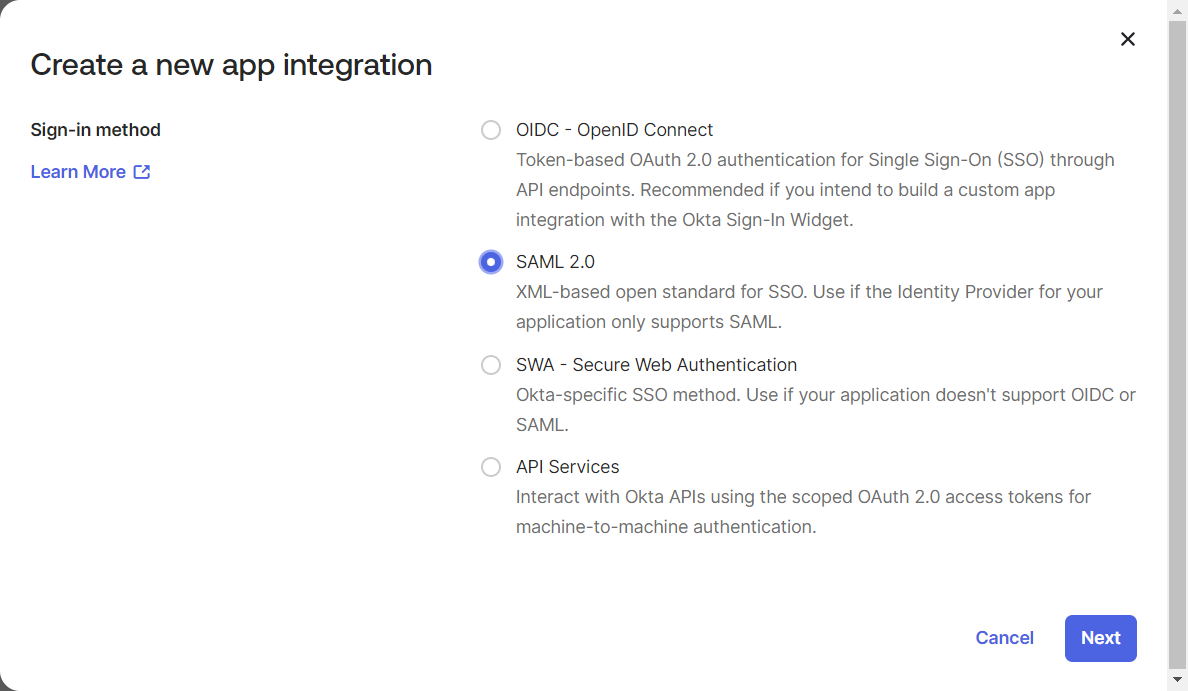 Create a new app integration
Sign-in method
Learn More
OIDC - OpenID Connect
Token-based OAuth 2.0 authentication for Single Sign-On (SSO) through
API endpoints. Recommended if you intend to build a custom app
integration with the Okta Sign-In Widget.
SAML 2.0
XML-based open standard for SSO. Use if the Identity Provider for your
application only supports SAML.
SWA - Secure Web Authentication
Okta-specific SSO method. Use if your application doesn't support OIDC or
SAML.
API Services
Interact with Okta APIs using the scoped OAuth 2.0 access tokens for
machine-to-machine authentication.
Cancel
Next